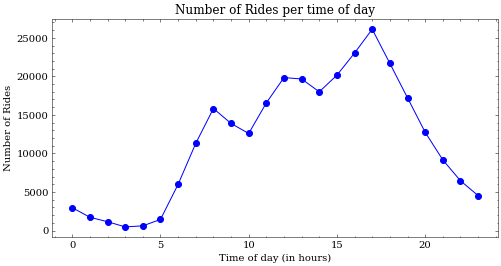 Number of Rides per time of day
Number of Rides
25000
20000
15000
10000
5000
0
0 5 10 15 20
Time of day (in hours)